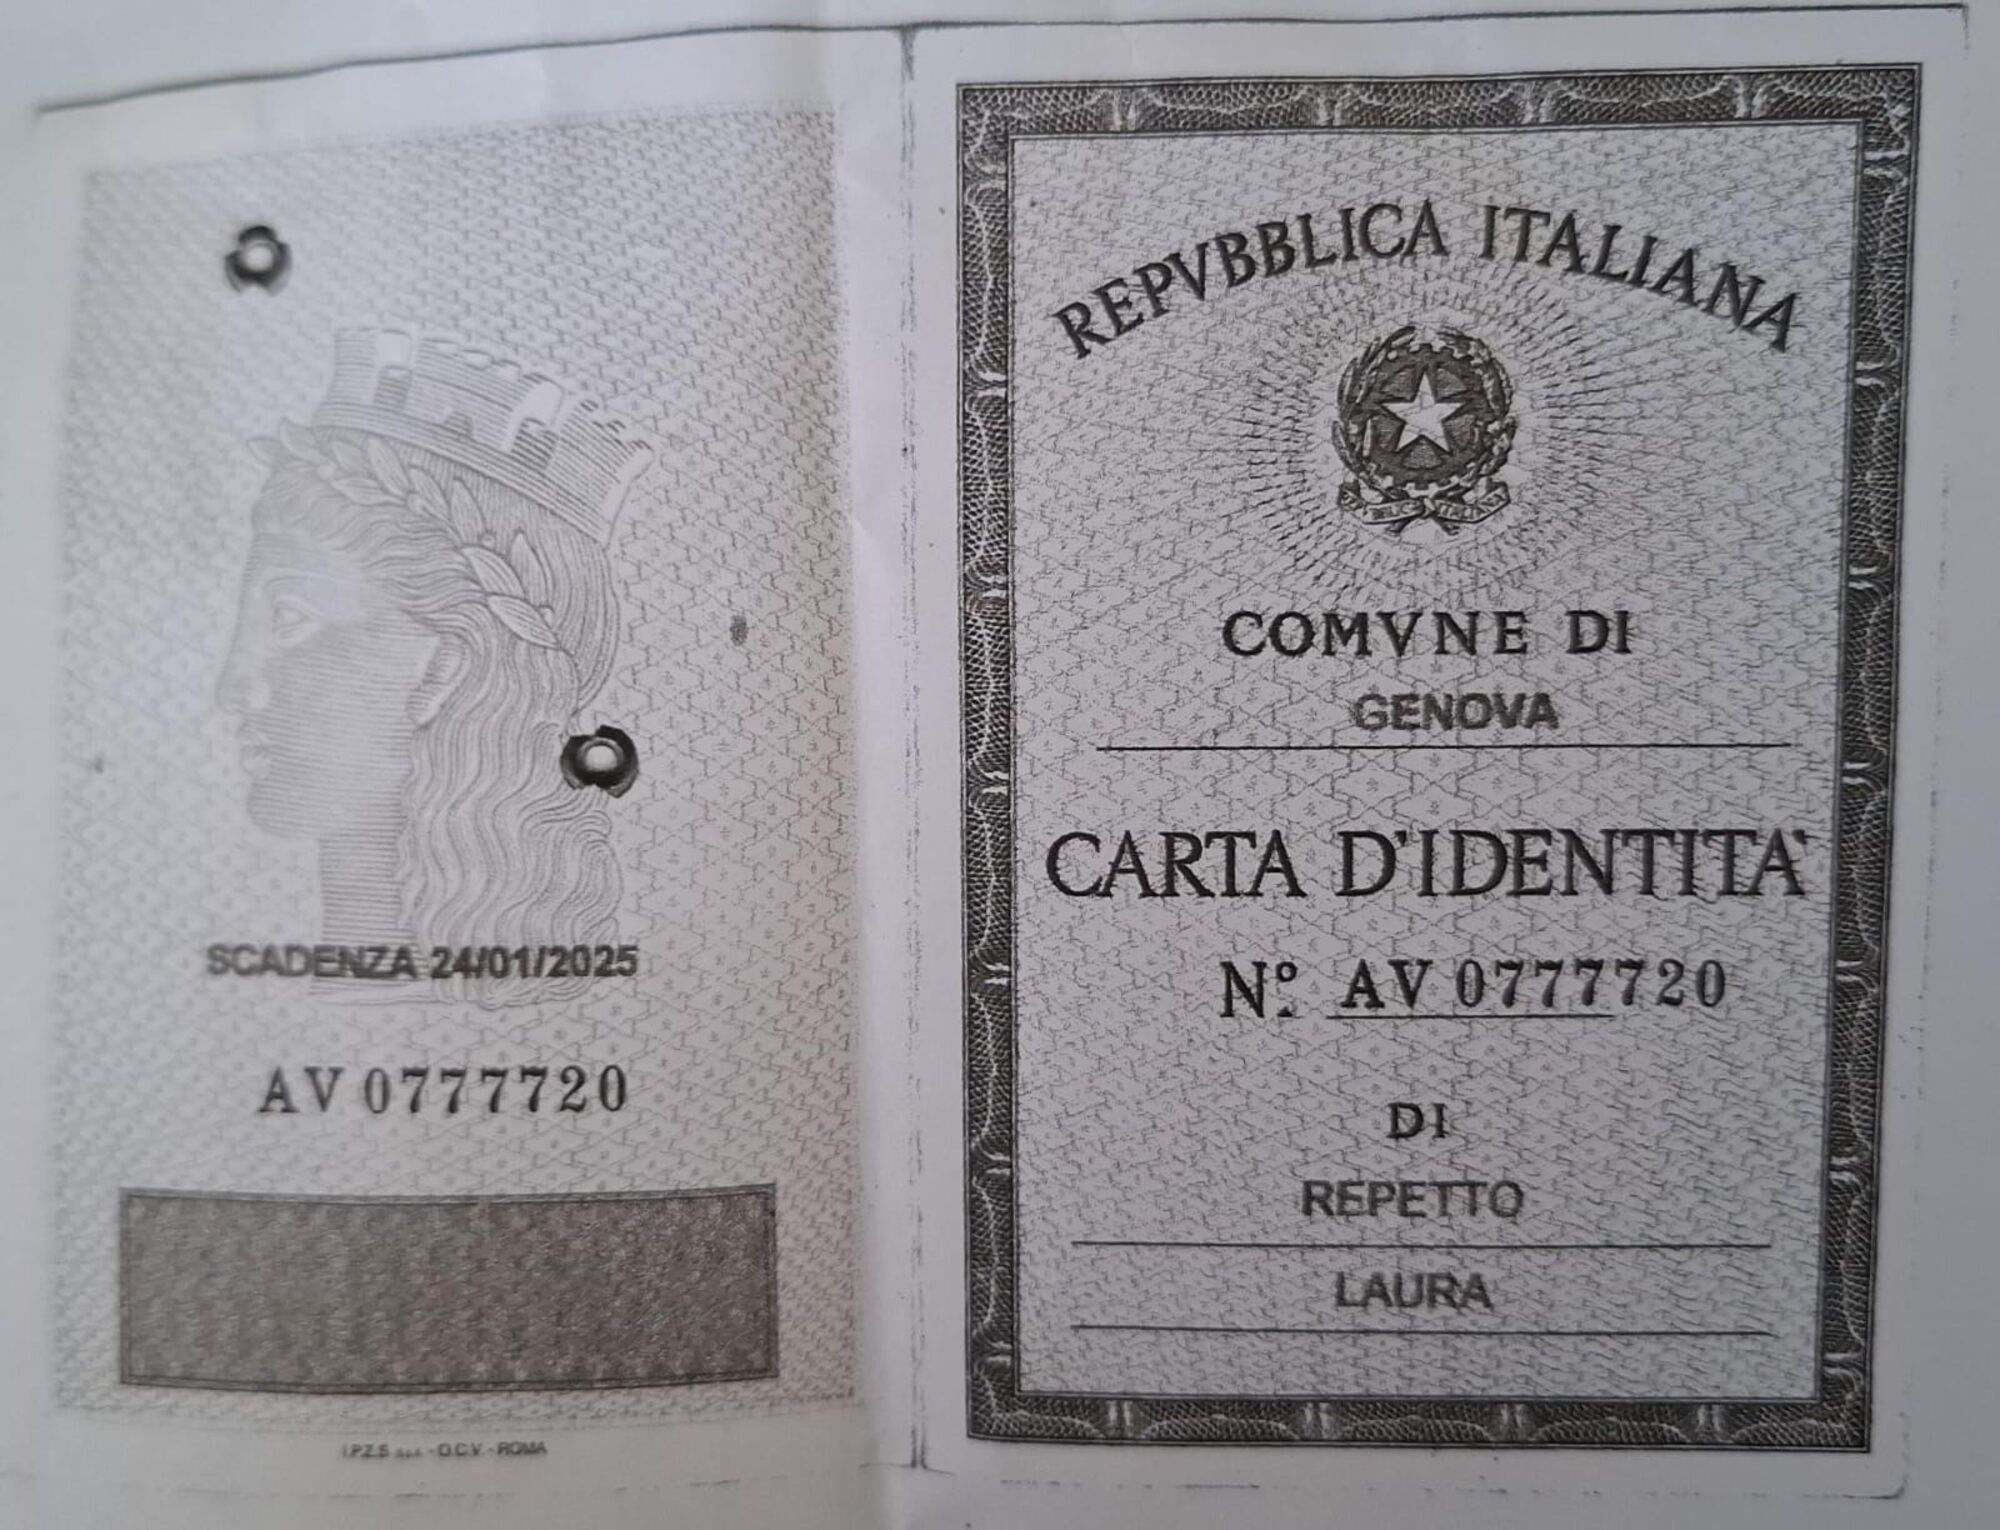 SCADENZA 24/01/2025
AV 0777720
I.P.Z.S. - O.C.V. - ROMA
REPVBBLICA ITALIANA
COMVNE DI
GENOVA
CARTA D'IDENTITA'
Nº AV 0777720
DI
REPETTO
LAURA